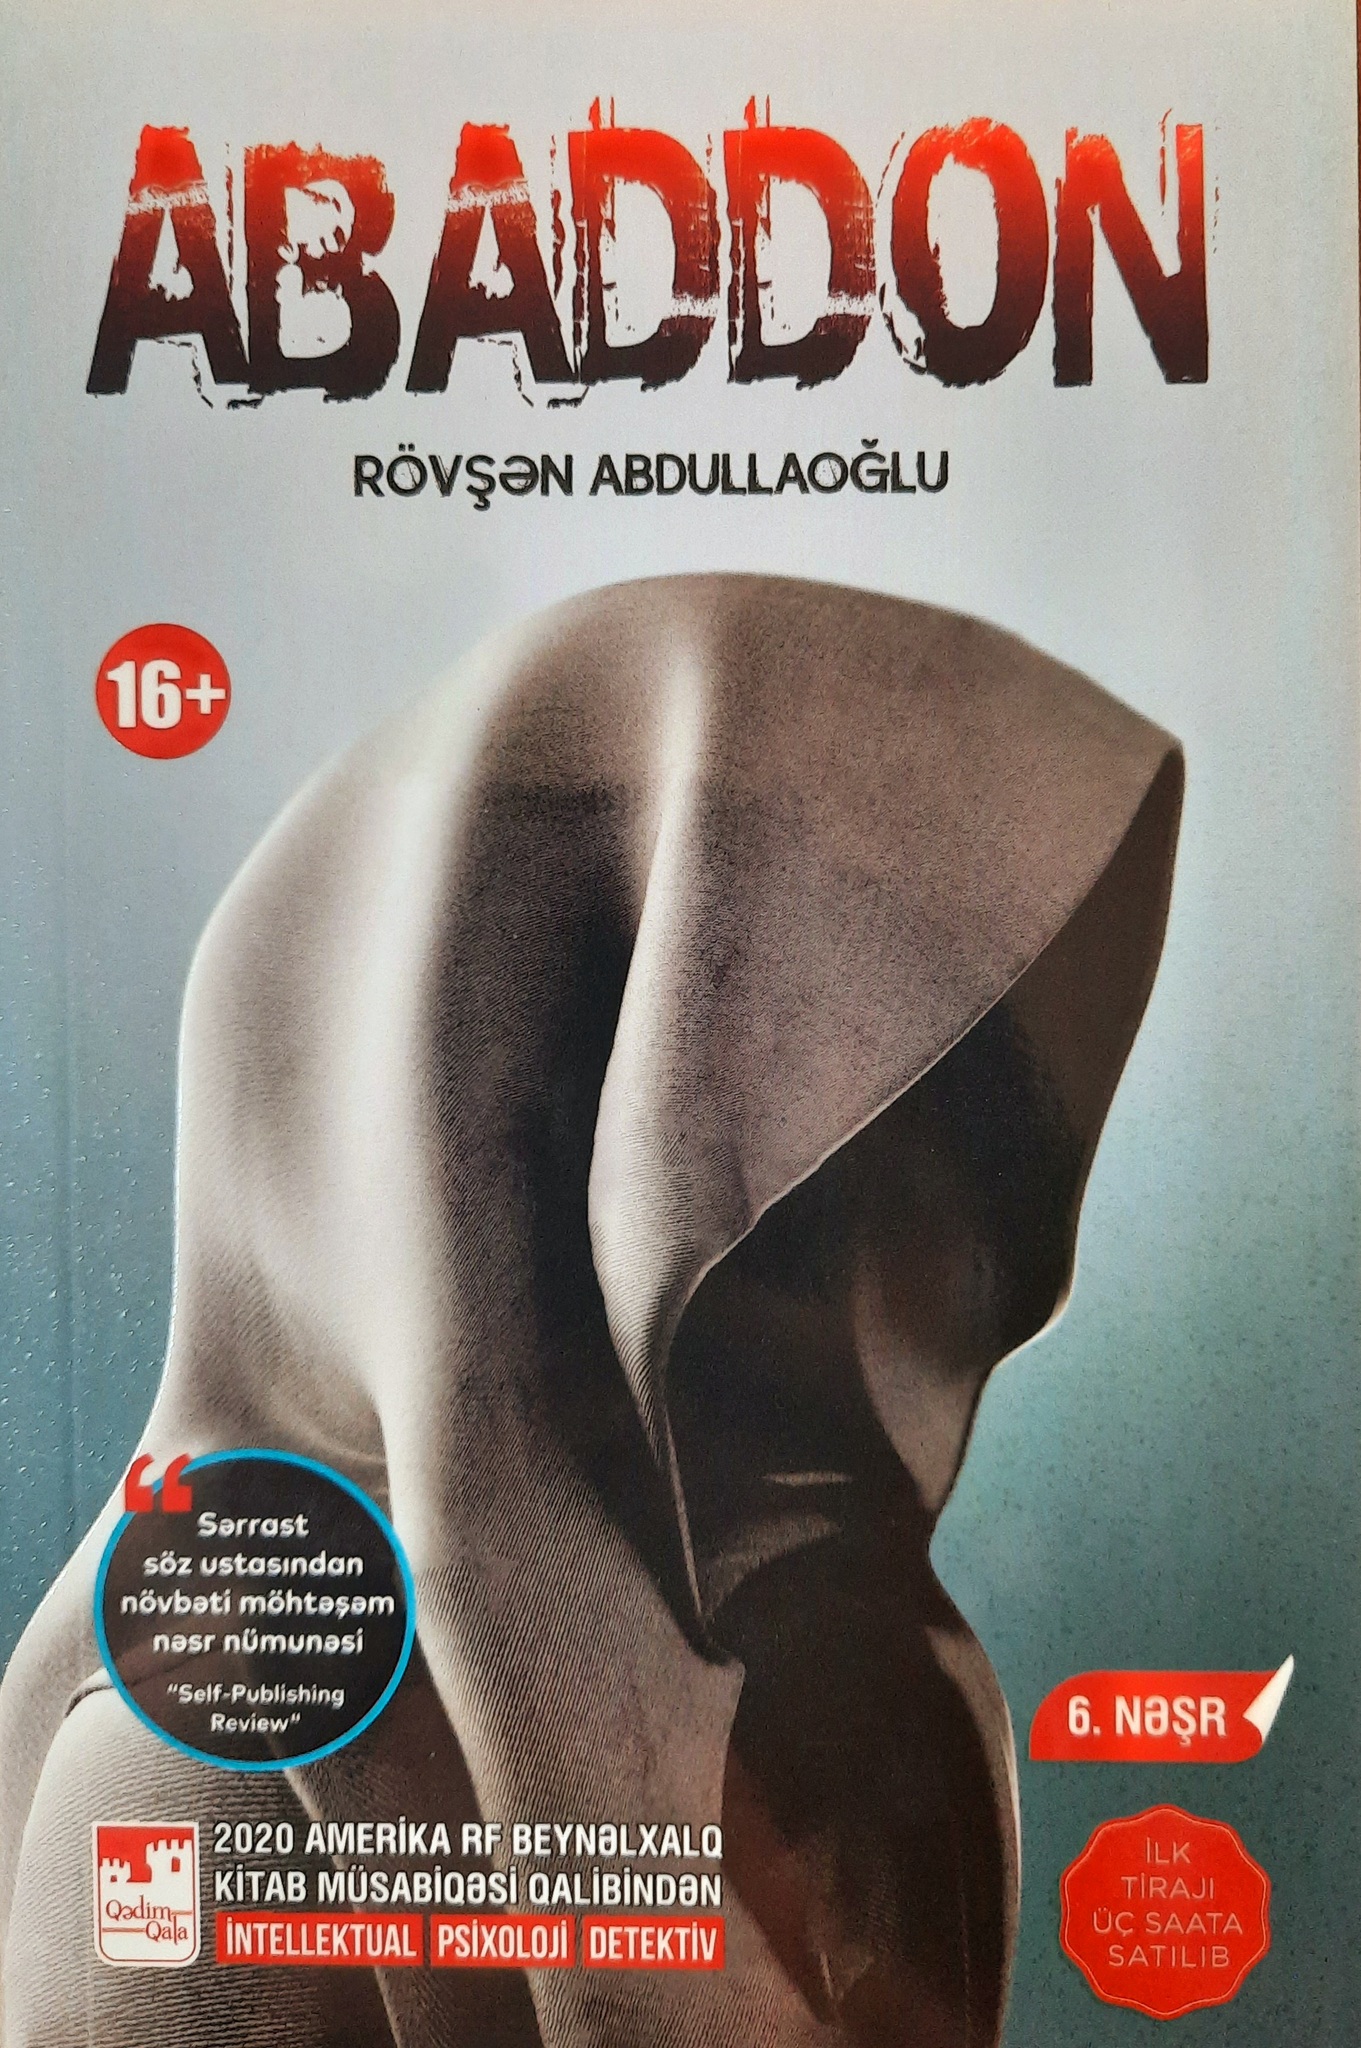 ABADDON
RÖVŞƏN ABDULLAOĞLU
16+
“
Sərrast
söz ustasından
növbəti möhtəşəm
nəsr nümunəsi
"Self-Publishing
Review"
6. NƏŞR
2020 AMERİKA RF BEYNƏLXALQ
KİTAB MÜSABİQƏSİ QALİBİNDƏN
İNTELLEKTUAL PSİXOLOJİ DETEKTİV
Qədim
Qala
İLK
TİRAJI
ÜÇ SAATA
SATILIB